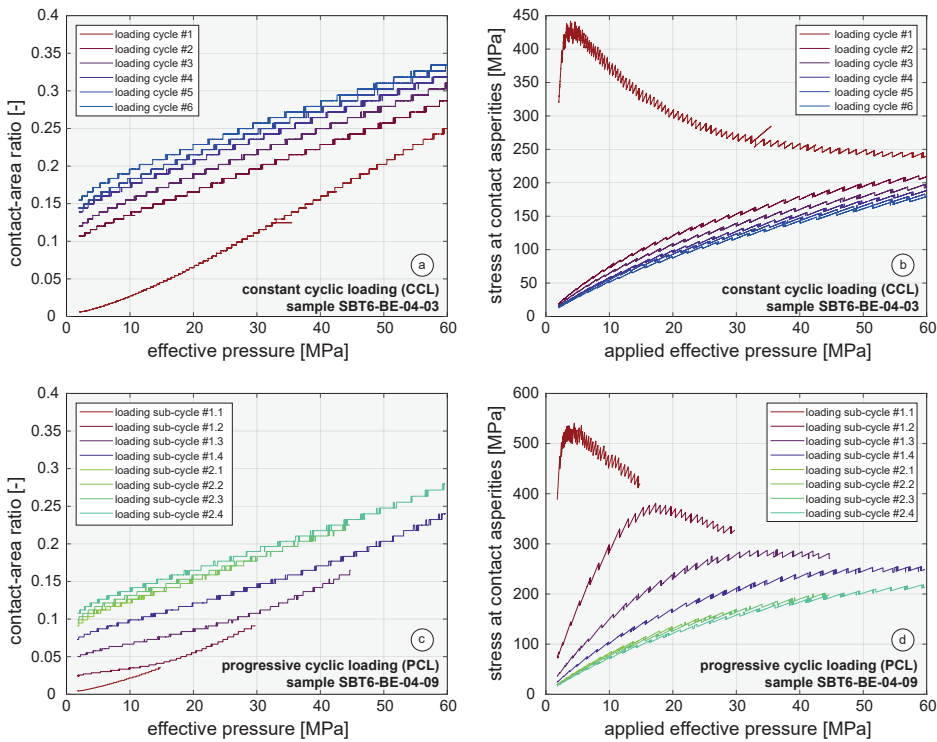 0.4
0.35
0.3
0.25
0.2
0.15
0.1
0.05
0
contact-area ratio [-]
loading cycle #1
loading cycle #2
loading cycle #3
loading cycle #4
loading cycle #5
loading cycle #6
a
constant cyclic loading (CCL)
sample SBT6-BE-04-03
0 10 20 30 40 50 60
effective pressure [MPa]
450
400
350
300
250
200
150
100
50
0
stress at contact asperities [MPa]
loading cycle #1
loading cycle #2
loading cycle #3
loading cycle #4
loading cycle #5
loading cycle #6
b
constant cyclic loading (CCL)
sample SBT6-BE-04-03
0 10 20 30 40 50 60
applied effective pressure [MPa]
0.4
0.35
0.3
0.25
0.2
0.15
0.1
0.05
0
contact-area ratio [-]
loading sub-cycle #1.1
loading sub-cycle #1.2
loading sub-cycle #1.3
loading sub-cycle #1.4
loading sub-cycle #2.1
loading sub-cycle #2.2
loading sub-cycle #2.3
loading sub-cycle #2.4
c
progressive cyclic loading (PCL)
sample SBT6-BE-04-09
0 10 20 30 40 50 60
effective pressure [MPa]
600
500
400
300
200
100
0
stress at contact asperities [MPa]
loading sub-cycle #1.1
loading sub-cycle #1.2
loading sub-cycle #1.3
loading sub-cycle #1.4
loading sub-cycle #2.1
loading sub-cycle #2.2
loading sub-cycle #2.3
loading sub-cycle #2.4
d
progressive cyclic loading (PCL)
sample SBT6-BE-04-09
0 10 20 30 40 50 60
applied effective pressure [MPa]